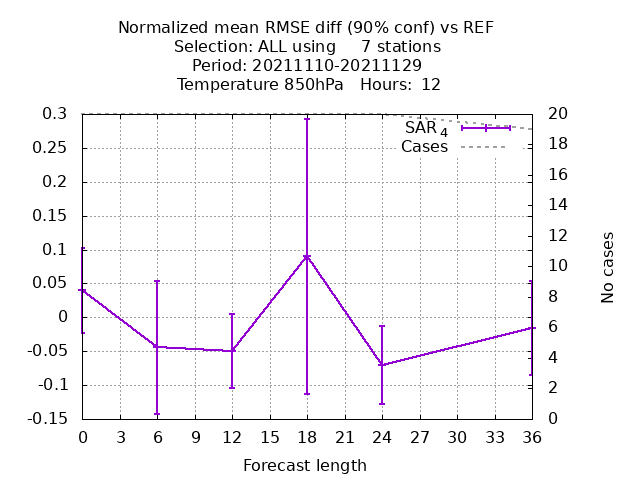 Normalized mean RMSE diff (90% conf) vs REF
Selection: ALL using 7 stations
Period: 20211110-20211129
Temperature 850hPa Hours: 12
0.3
0.25
0.2
0.15
0.1
0.05
0
-0.05
-0.1
-0.15
SAR 4
Cases
20
18
16
14
12
10
8
6
4
2
0
No cases
0 3 6 9 12 15 18 21 24 27 30 33 36
Forecast length